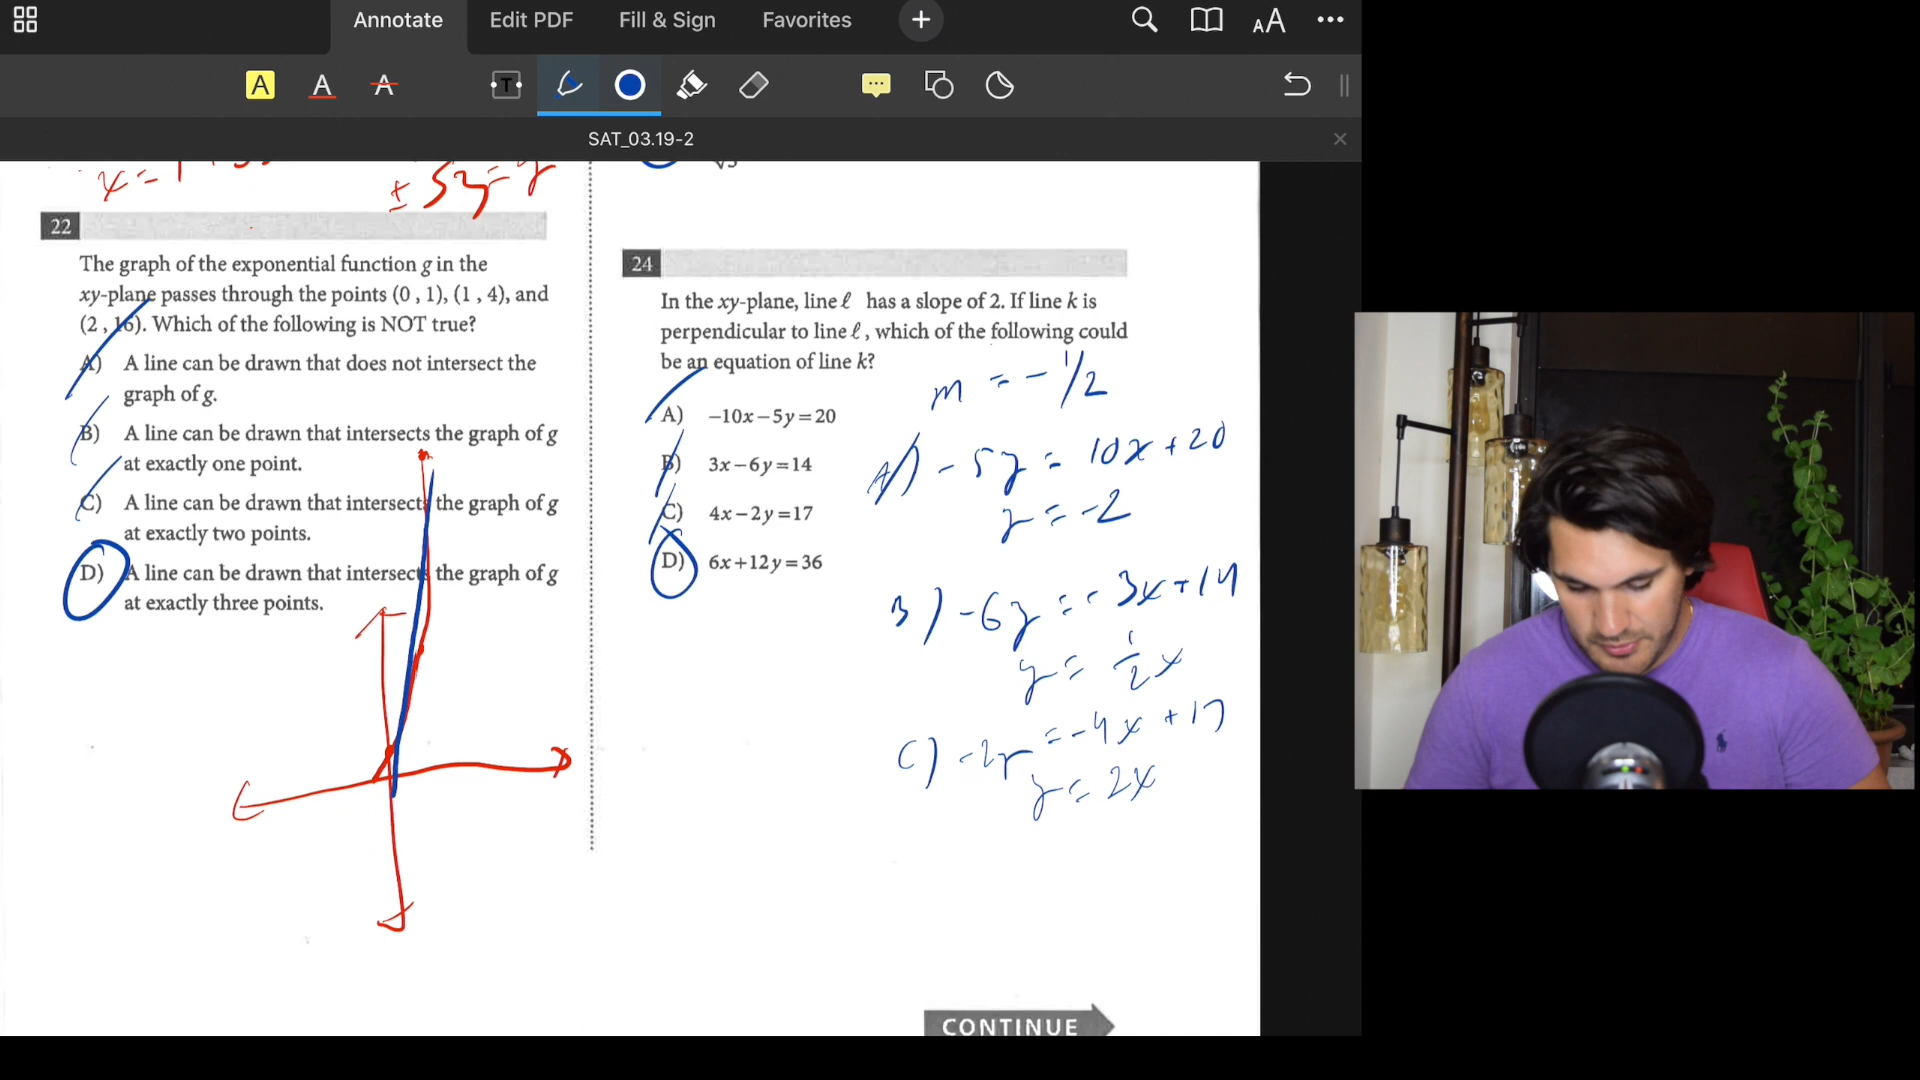 Annotate Edit PDF Fill & Sign Favorites +
AA
A A A T
SAT_03.19-2
x = 1
± 5y =
√3
22
The graph of the exponential function g in the
xy-plane passes through the points (0 , 1), (1 , 4), and
(2 , 16). Which of the following is NOT true?
A) A line can be drawn that does not intersect the
graph of g.
B) A line can be drawn that intersects the graph of g
at exactly one point.
C) A line can be drawn that intersects the graph of g
at exactly two points.
D) A line can be drawn that intersects the graph of g
at exactly three points.
24
In the xy-plane, line ℓ has a slope of 2. If line k is
perpendicular to line ℓ, which of the following could
be an equation of line k?
A) −10x − 5y = 20
B) 3x − 6y = 14
C) 4x − 2y = 17
D) 6x + 12y = 36
m = - 1/2
A) -5y = 10x + 20
y = -2
B) -6y = -3x + 14
y = 1/2 x
C) -2y = -4x + 17
y = 2x
CONTINUE